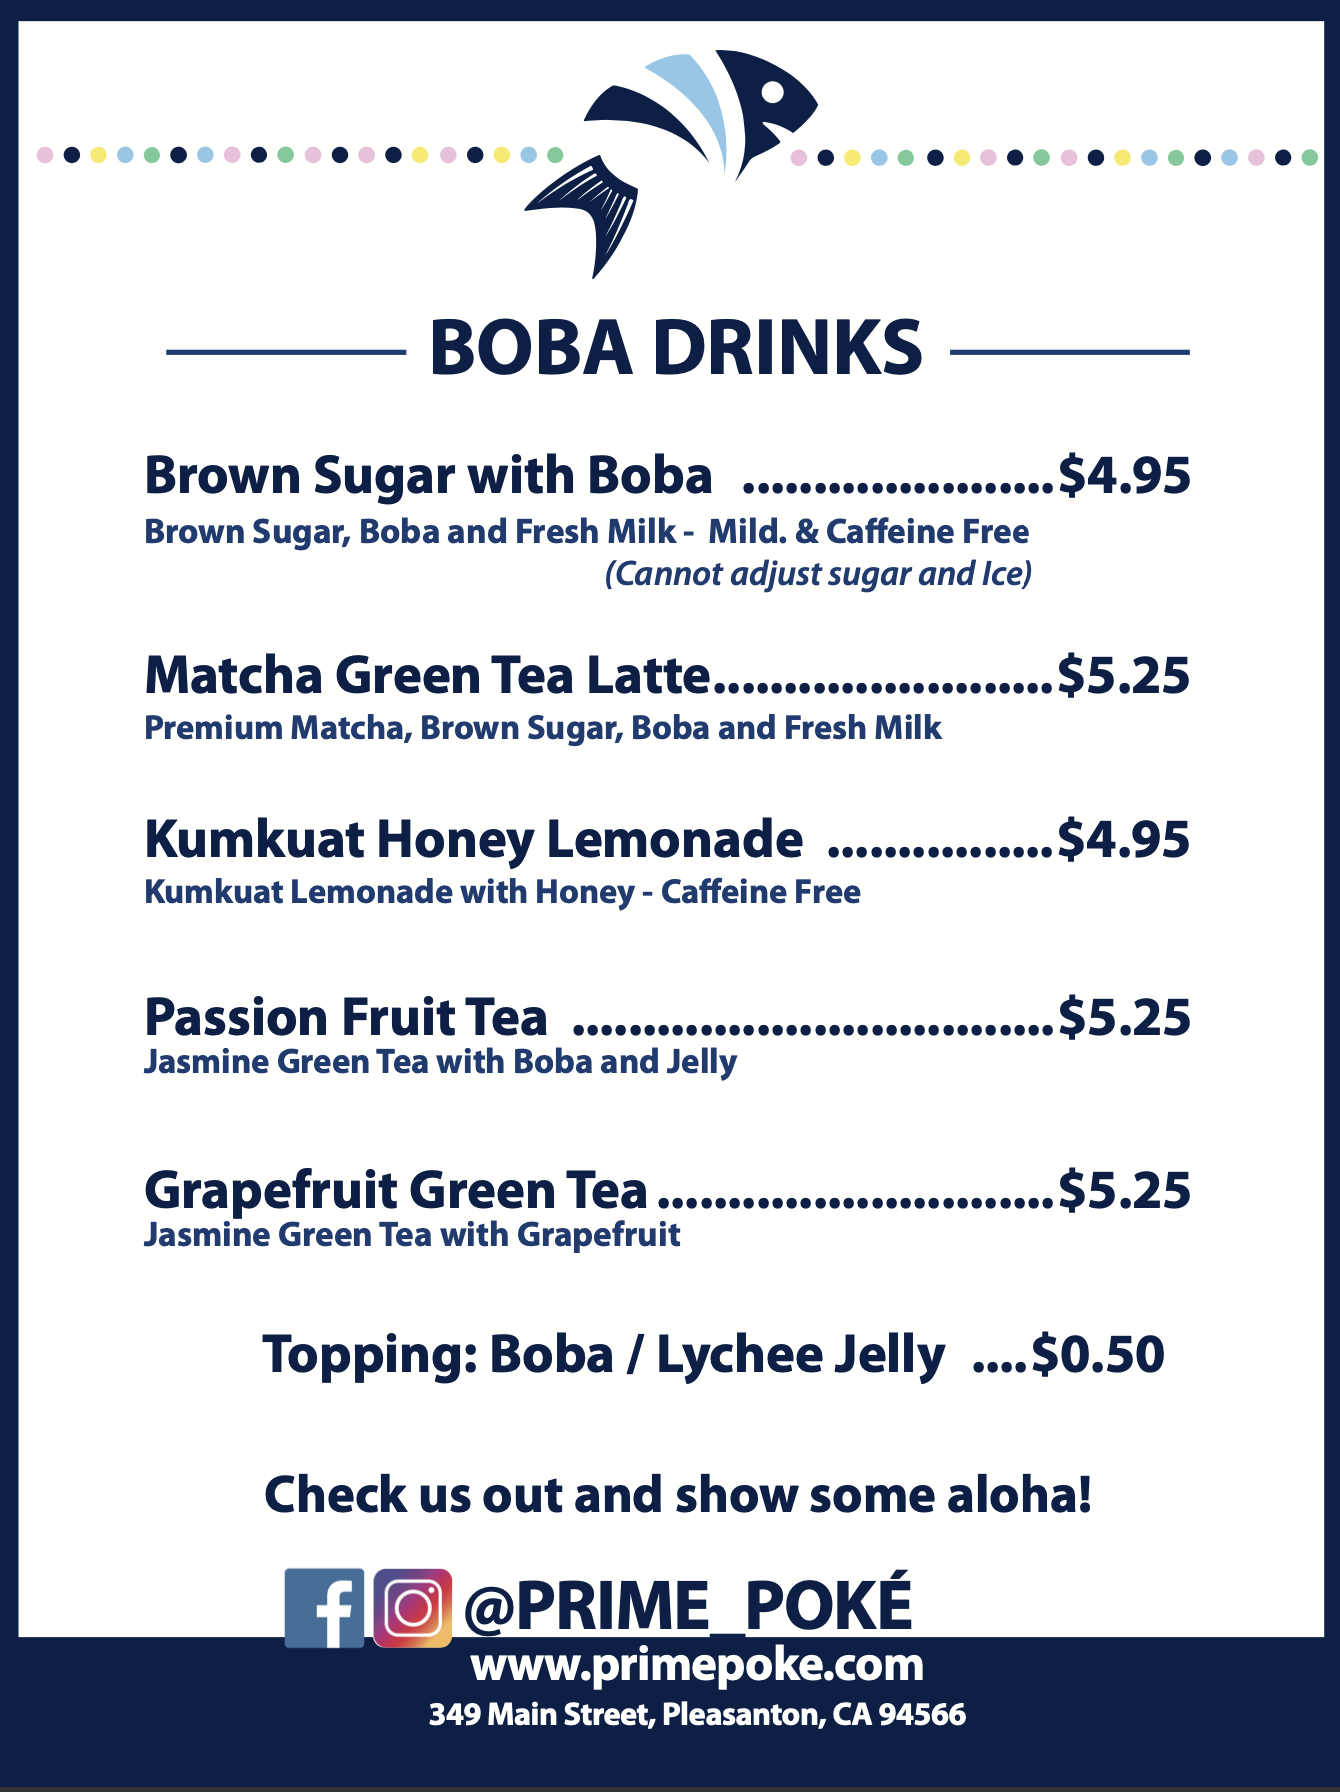 BOBA DRINKS
Brown Sugar with Boba ......................$4.95
Brown Sugar, Boba and Fresh Milk - Mild. & Caffeine Free
(Cannot adjust sugar and Ice)
Matcha Green Tea Latte........................$5.25
Premium Matcha, Brown Sugar, Boba and Fresh Milk
Kumkuat Honey Lemonade ................$4.95
Kumkuat Lemonade with Honey - Caffeine Free
Passion Fruit Tea ..................................$5.25
Jasmine Green Tea with Boba and Jelly
Grapefruit Green Tea............................$5.25
Jasmine Green Tea with Grapefruit
Topping: Boba / Lychee Jelly ....$0.50
Check us out and show some aloha!
@PRIME_POKÉ
www.primepoke.com
349 Main Street, Pleasanton, CA 94566